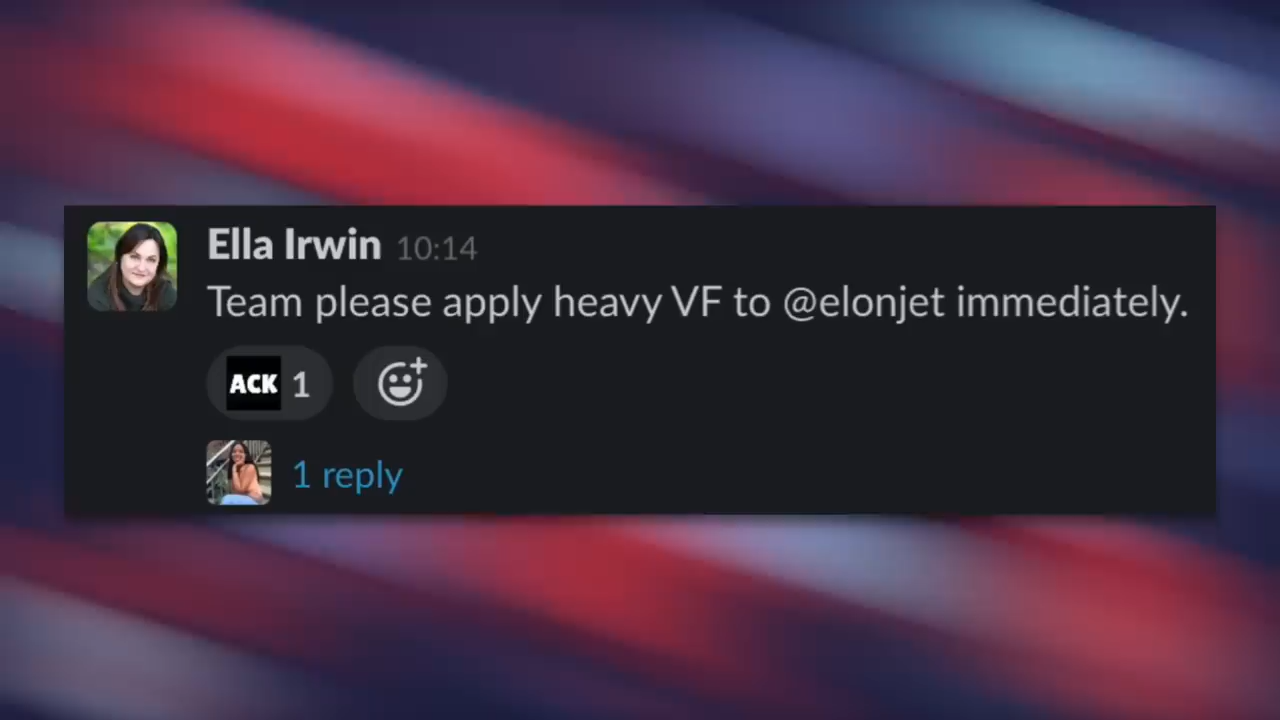 Ella Irwin 10:14
Team please apply heavy VF to @elonjet immediately.
ACK 1
1 reply